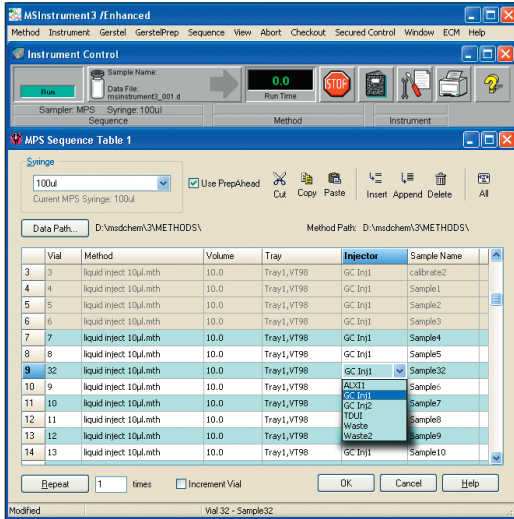 MSInstrument3 /Enhanced
Method Instrument Gerstel GerstelPrep Sequence View Abort Checkout Secured Control Window ECM Help
Instrument Control
Run
Sample Name:
Data File:
msinstrument3_001.d
0.0
Run Time
STOP
Sampler: MPS Syringe:100ul
Sequence Method Instrument
MPS Sequence Table 1
Syringe
100ul
Current MPS Syringe: 100ul
Use PrepAhead
Cut Copy Paste Insert Append Delete All
Data Path... D:\msdchem\3\METHODS\ Method Path: D:\msdchem\3\METHODS\
Vial Method Volume Tray Injector Sample Name
3 3 liquid inject 10µl.mth 10.0 Tray1,VT98 GC Inj1 calibrate2
4 4 liquid inject 10µl.mth 10.0 Tray1,VT98 GC Inj1 Sample1
5 5 liquid inject 10µl.mth 10.0 Tray1,VT98 GC Inj1 Sample2
6 6 liquid inject 10µl.mth 10.0 Tray1,VT98 GC Inj1 Sample3
7 7 liquid inject 10µl.mth 10.0 Tray1,VT98 GC Inj1 Sample4
8 8 liquid inject 10µl.mth 10.0 Tray1,VT98 GC Inj1 Sample5
9 32 liquid inject 10µl.mth 10.0 Tray1,VT98 GC Inj1 Sample32
10 9 liquid inject 10µl.mth 10.0 Tray1,VT98 ALXI1 Sample6
GC Inj1
11 10 liquid inject 10µl.mth 10.0 Tray1,VT98 GC Inj2 Sample7
TDUI
12 11 liquid inject 10µl.mth 10.0 Tray1,VT98 Waste Sample8
13 12 liquid inject 10µl.mth 10.0 Tray1,VT98 Waste2 Sample9
14 13 liquid inject 10µl.mth 10.0 Tray1,VT98 GC Inj1 Sample10
Repeat 1 times Increment Vial OK Cancel Help
Modified Vial 32 - Sample32